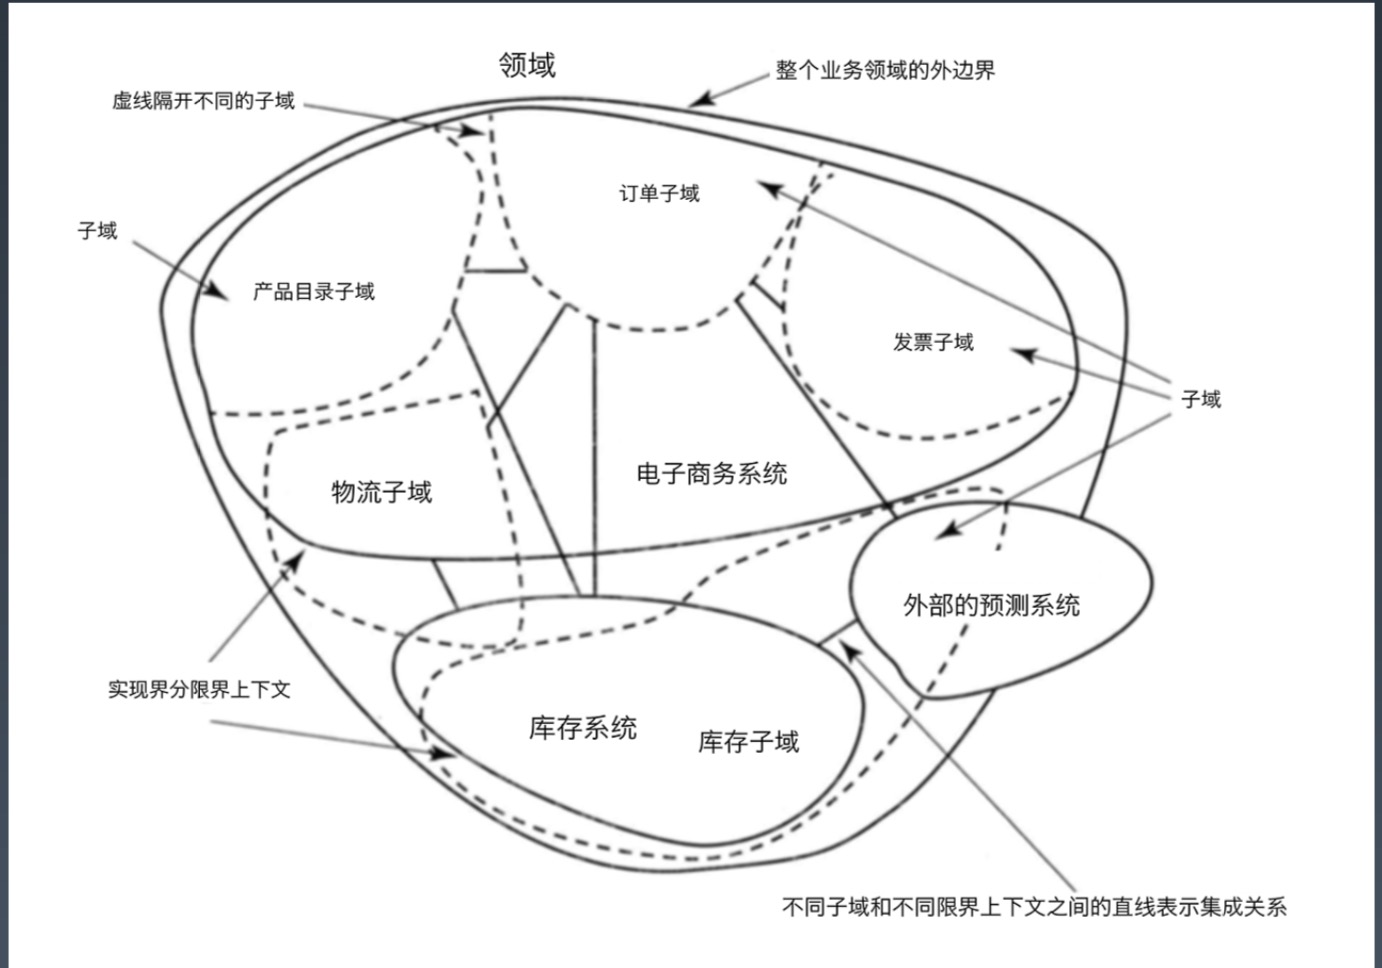 领域
整个业务领域的外边界
虚线隔开不同的子域
订单子域
子域
产品目录子域
发票子域
子域
电子商务系统
物流子域
外部的预测系统
实现界分限界上下文
库存系统
库存子域
不同子域和不同限界上下文之间的直线表示集成关系